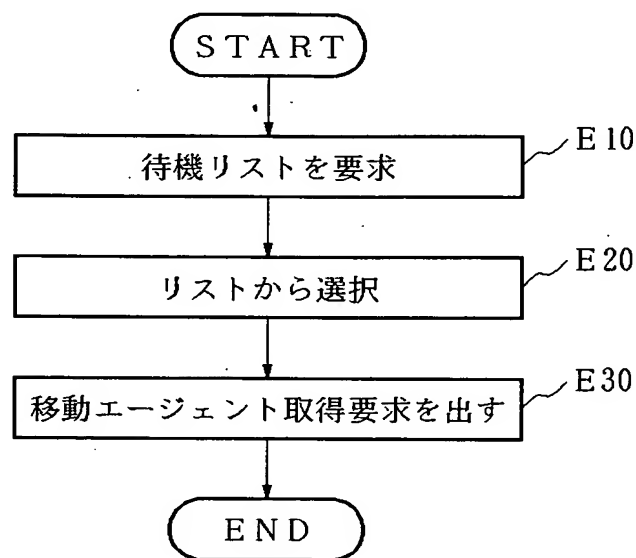 START
待機リストを要求
E10
リストから選択
E20
移動エージェント取得要求を出す
E30
END